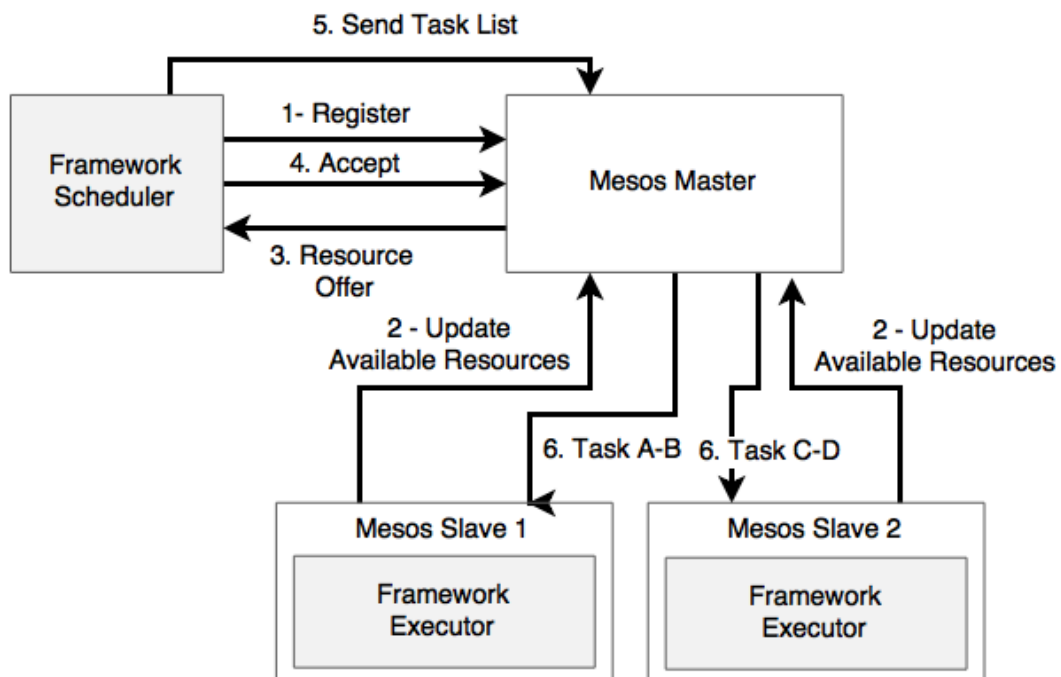 5. Send Task List
1- Register
4. Accept
Framework
Scheduler
Mesos Master
3. Resource
Offer
2 - Update
Available Resources
2 - Update
Available Resources
6. Task A-B
6. Task C-D
Mesos Slave 1
Framework
Executor
Mesos Slave 2
Framework
Executor